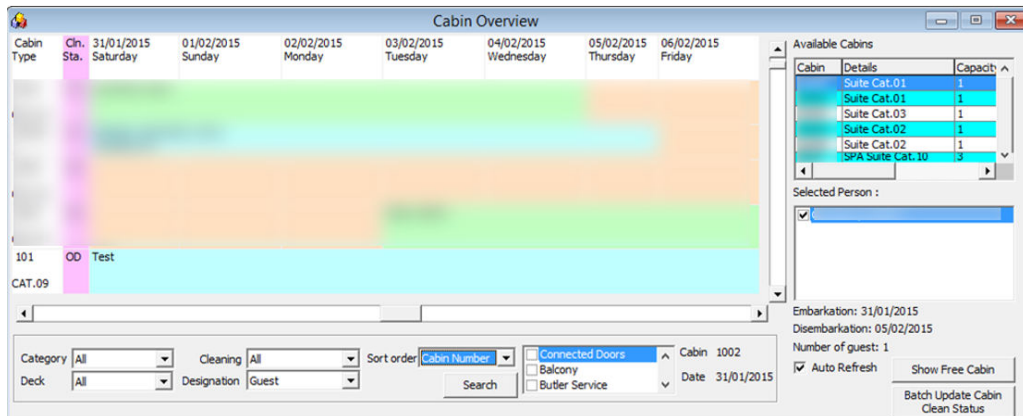 Cabin Overview
Cabin Type
Cln. Sta.
31/01/2015 Saturday
01/02/2015 Sunday
02/02/2015 Monday
03/02/2015 Tuesday
04/02/2015 Wednesday
05/02/2015 Thursday
06/02/2015 Friday
101 OD Test
CAT.09
Available Cabins
Cabin Details Capacit
Suite Cat.01 1
Suite Cat.01 1
Suite Cat.03 1
Suite Cat.02 1
Suite Cat.02 1
SPA Suite Cat.10 3
Selected Person :
Embarkation: 31/01/2015
Disembarkation: 05/02/2015
Number of guest: 1
Auto Refresh
Show Free Cabin
Batch Update Cabin
Clean Status
Category All
Cleaning All
Sort order Cabin Number
Deck All
Designation Guest
Search
Connected Doors
Balcony
Butler Service
Cabin 1002
Date 31/01/2015